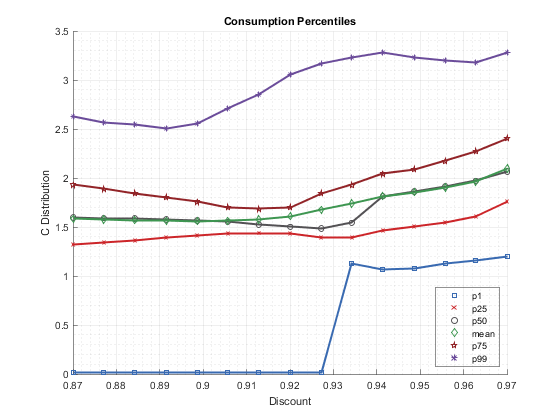 Consumption Percentiles
3.5
3
2.5
2
1.5
1
0.5
0
C Distribution
0.87 0.88 0.89 0.9 0.91 0.92 0.93 0.94 0.95 0.96 0.97
Discount
p1
p25
p50
mean
p75
p99